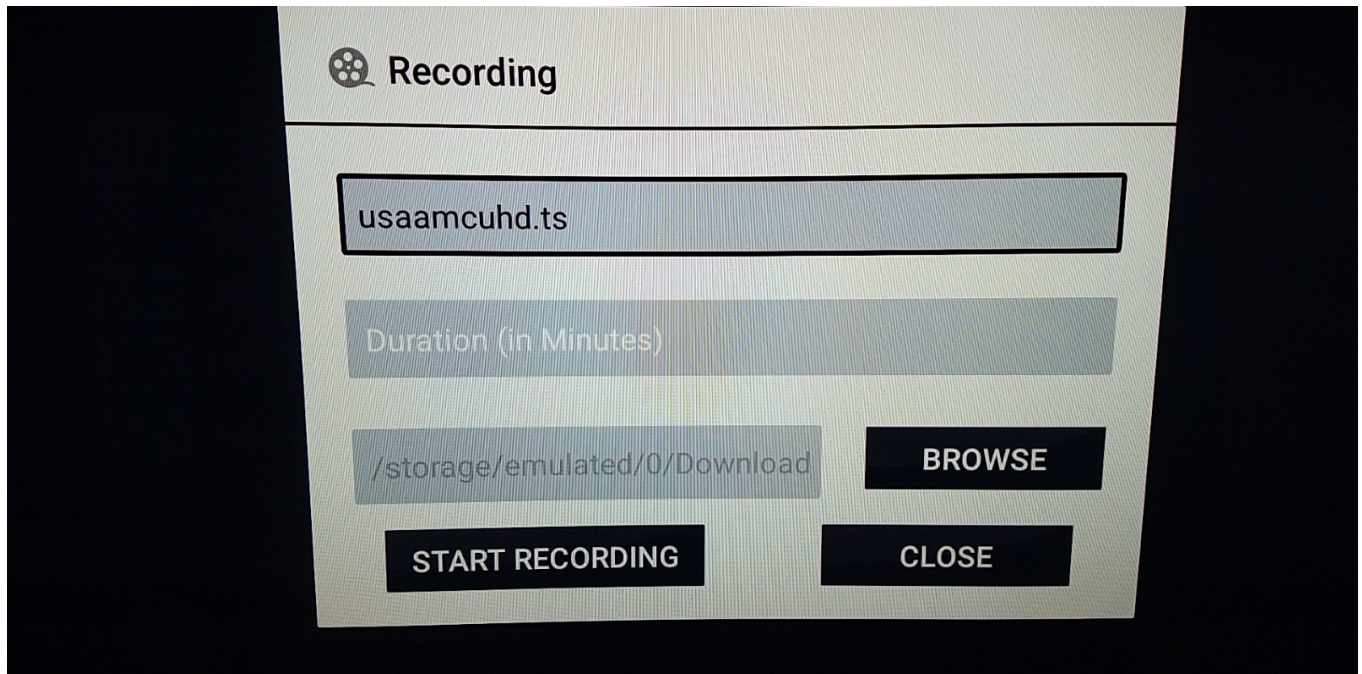 Recording
usaamcuhd.ts
Duration (in Minutes)
/storage/emulated/0/Download
BROWSE
START RECORDING
CLOSE